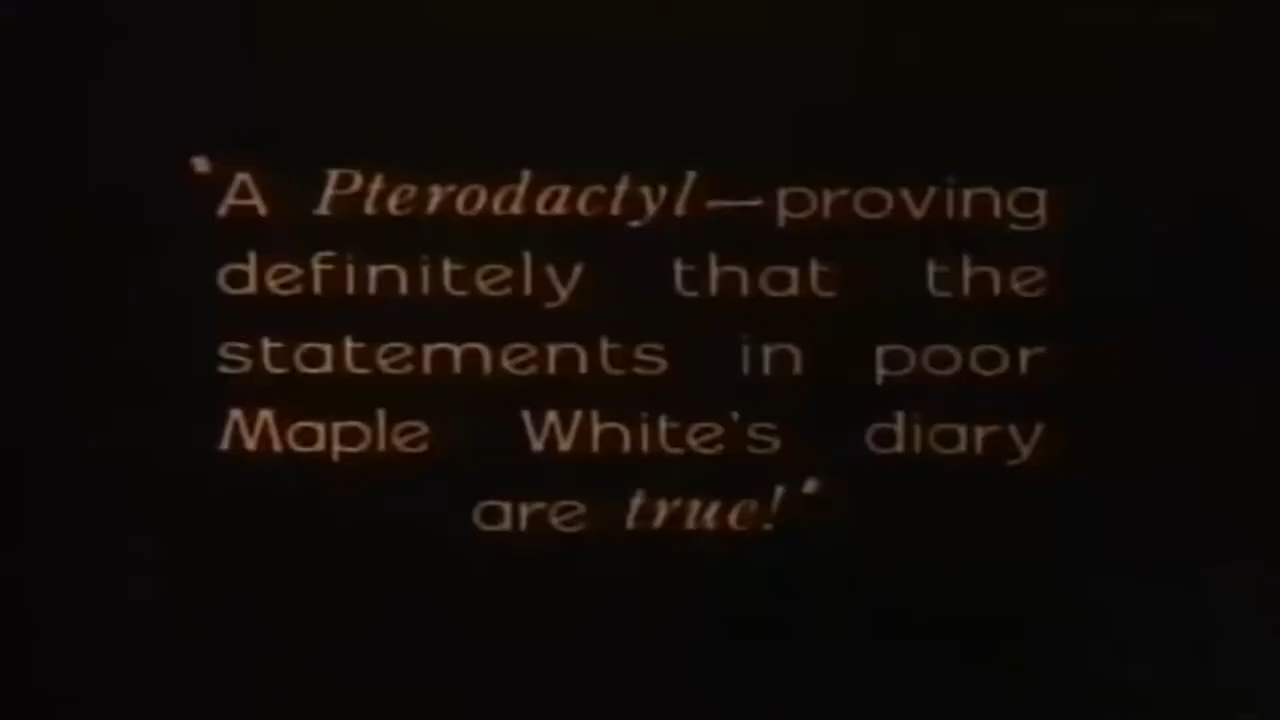 "A Pterodactyl—proving
definitely that the
statements in poor
Maple White's diary
are true!"